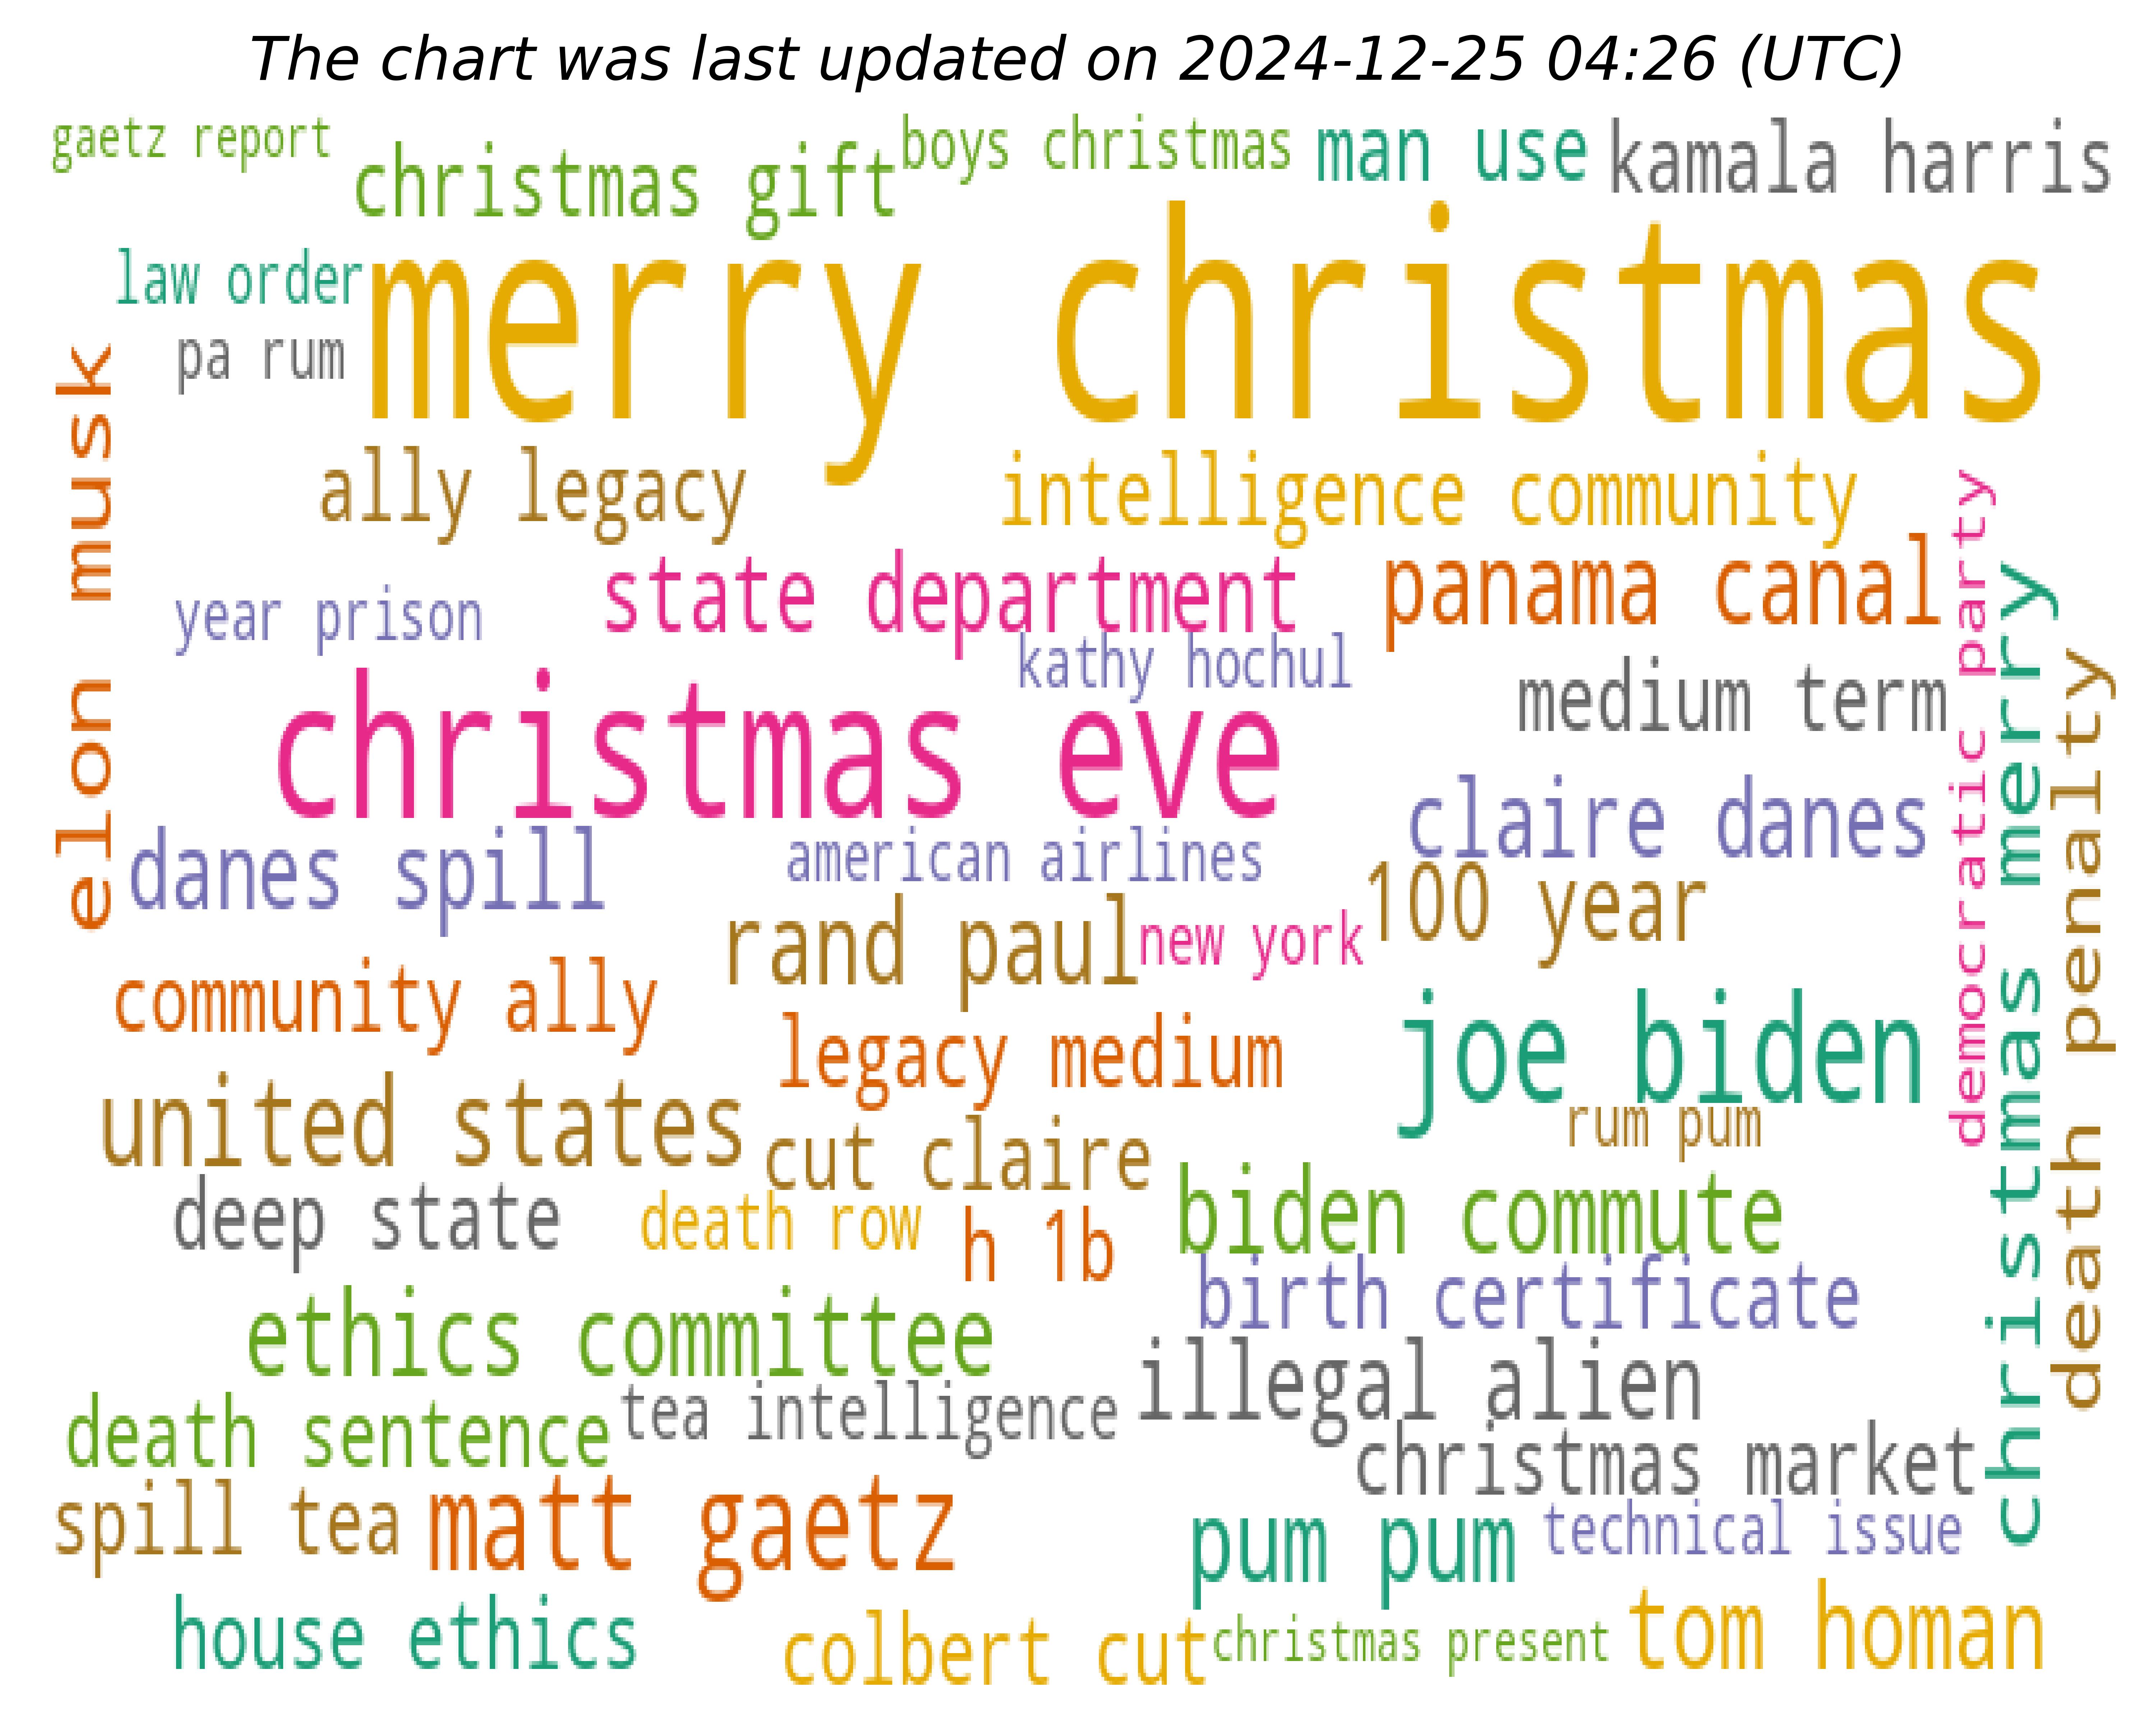 The chart was last updated on 2024-12-25 04:26 (UTC)
gaetz report
christmas gift
boys christmas
man use
kamala harris
law order
merry christmas
pa rum
elon musk
ally legacy
intelligence community
democratic party
state department
panama canal
christmas merry
year prison
kathy hochul
death penalty
medium term
christmas eve
claire danes
danes spill
american airlines
100 year
rand paul
new york
community ally
legacy medium
joe biden
united states
rum pum
cut claire
deep state
death row
h 1b
biden commute
birth certificate
ethics committee
illegal alien
death sentence
tea intelligence
christmas market
spill tea
matt gaetz
pum pum
technical issue
house ethics
colbert cut
christmas present
tom homan